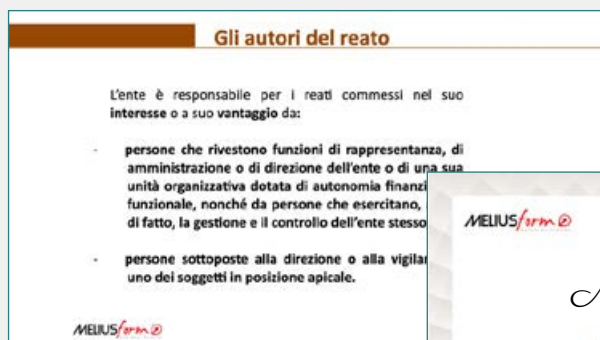 Gli autori del reato
L'ente è responsabile per i reati commessi nel suo
interesse o a suo vantaggio da:
- persone che rivestono funzioni di rappresentanza, di
amministrazione o di direzione dell'ente o di una sua
unità organizzativa dotata di autonomia
funzionale, nonché da persone che esercitano,
di fatto, la gestione e il controllo dell'ente stesso
- persone sottoposte alla direzione o alla
uno dei soggetti in posizione apicale.
MELIUSform
MELIUSform